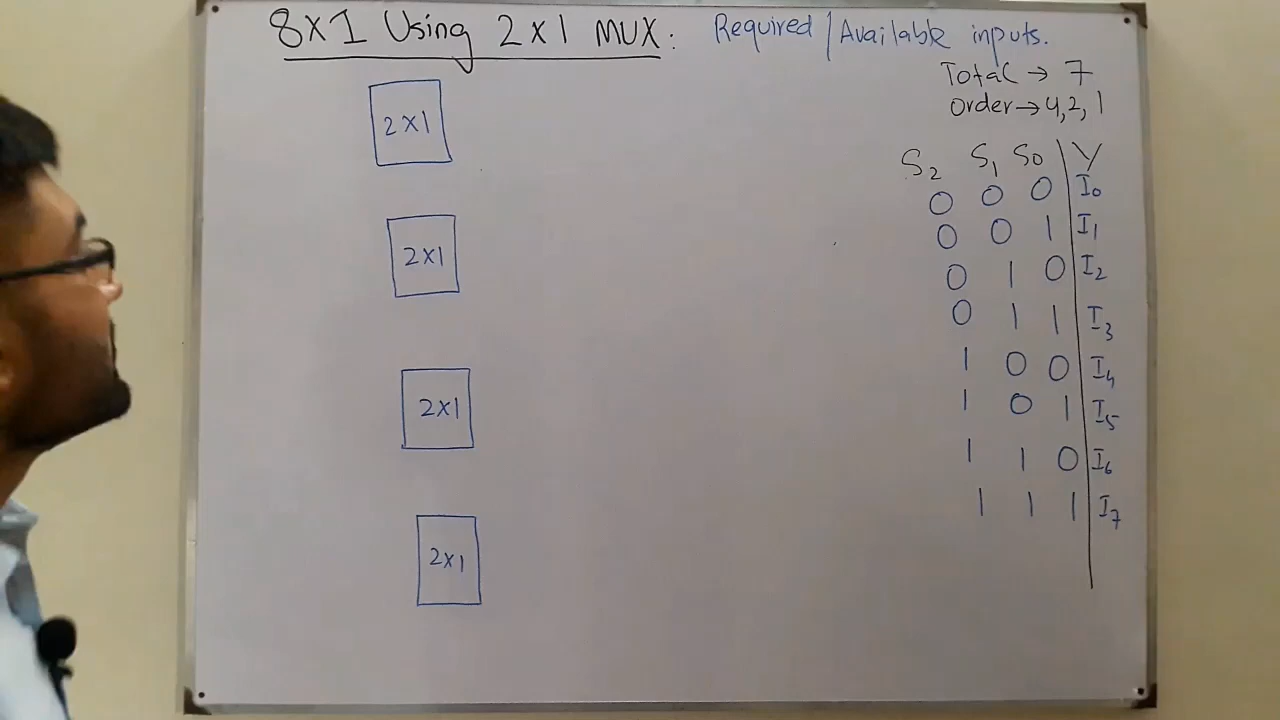 8X1 Using 2x1 MUX:
Required / Available inputs.
Total → 7
Order → 4, 2, 1
2x1
2x1
2x1
2x1
S2 S1 S0 | Y
0 0 0 | I0
0 0 1 | I1
0 1 0 | I2
0 1 1 | I3
1 0 0 | I4
1 0 1 | I5
1 1 0 | I6
1 1 1 | I7